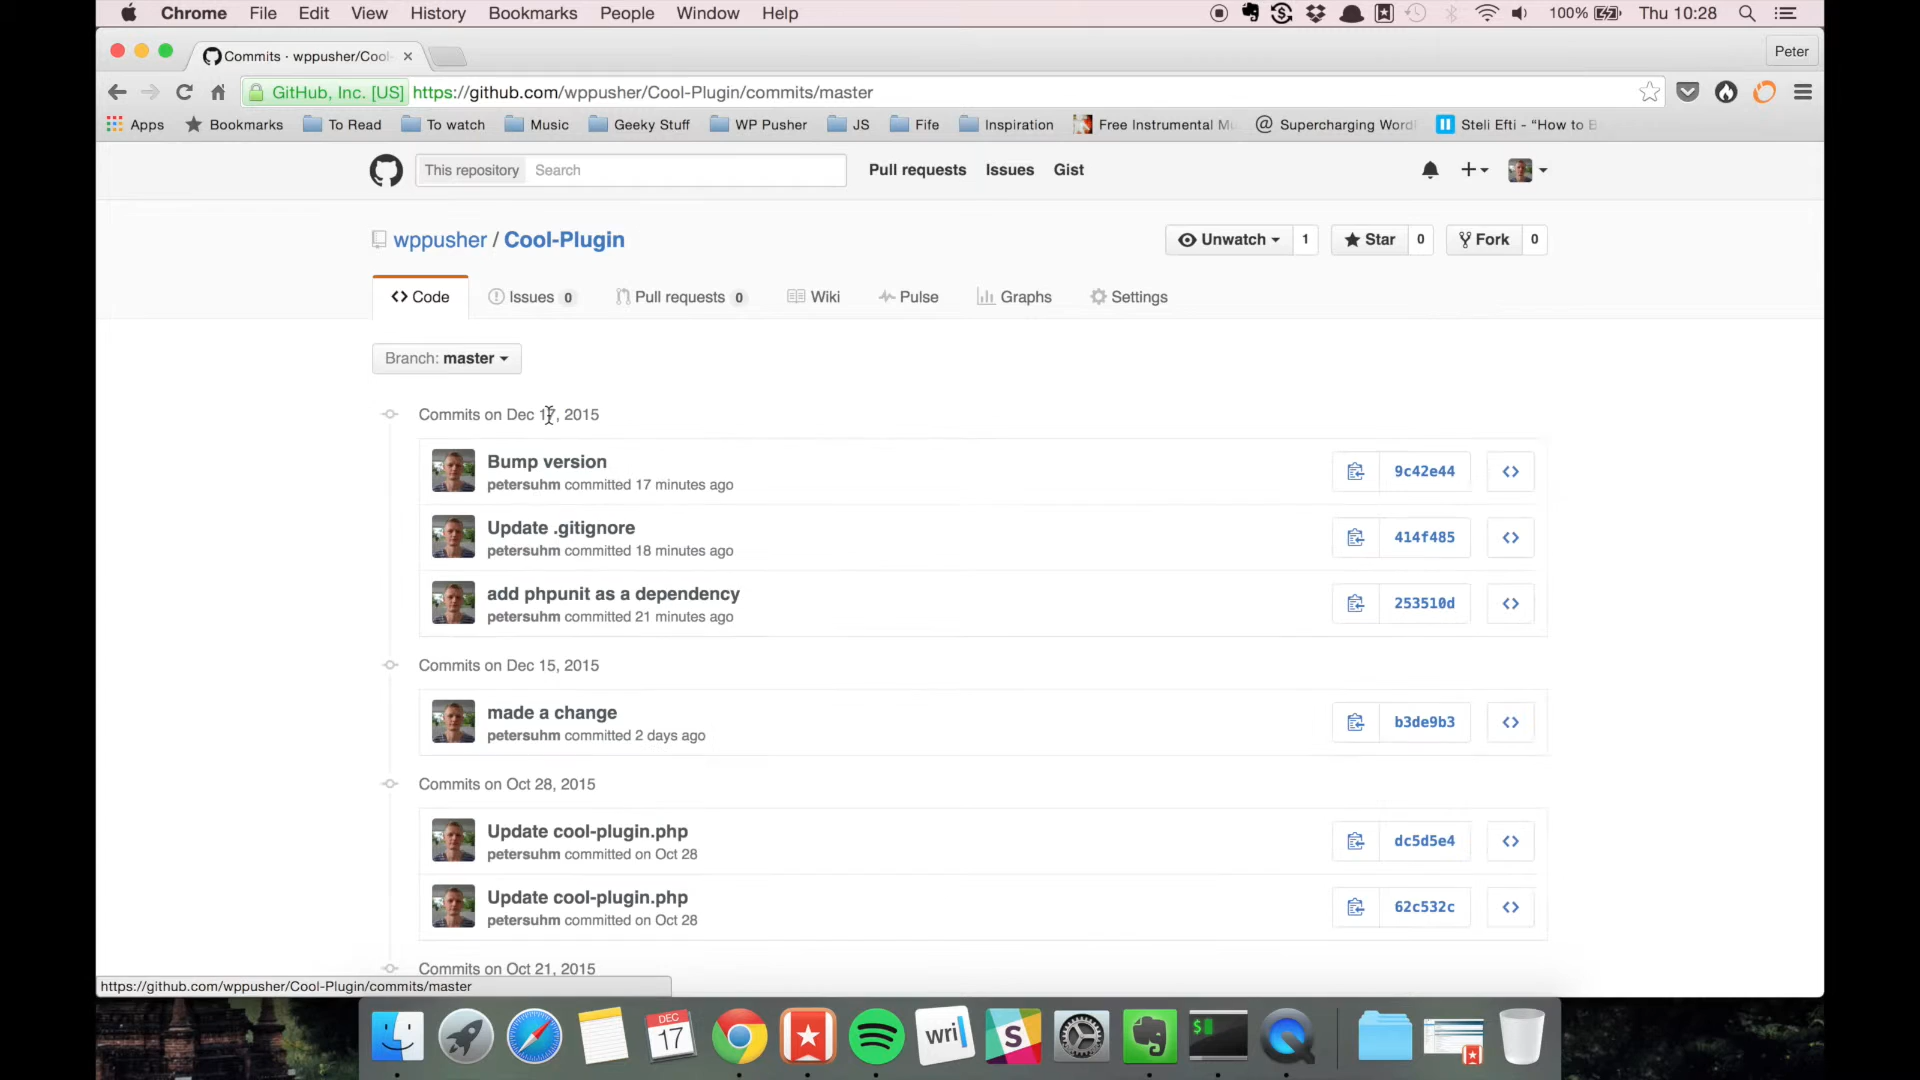 Chrome File Edit View History Bookmarks People Window Help 100% Thu 10:28
Commits · wppusher/Cool- Peter
GitHub, Inc. [US] https://github.com/wppusher/Cool-Plugin/commits/master
Apps Bookmarks To Read To watch Music Geeky Stuff WP Pusher JS Fife Inspiration Free Instrumental Mu @ Supercharging Word Steli Efti - “How to B
This repository Search Pull requests Issues Gist
wppusher / Cool-Plugin Unwatch 1 Star 0 Fork 0
Code Issues 0 Pull requests 0 Wiki Pulse Graphs Settings
Branch: master
Commits on Dec 17, 2015
Bump version
petersuhm committed 17 minutes ago 9c42e44
Update .gitignore
petersuhm committed 18 minutes ago 414f485
add phpunit as a dependency
petersuhm committed 21 minutes ago 253510d
Commits on Dec 15, 2015
made a change
petersuhm committed 2 days ago b3de9b3
Commits on Oct 28, 2015
Update cool-plugin.php
petersuhm committed on Oct 28 dc5d5e4
Update cool-plugin.php
petersuhm committed on Oct 28 62c532c
Commits on Oct 21, 2015
https://github.com/wppusher/Cool-Plugin/commits/master
DEC
17
wri
S
$